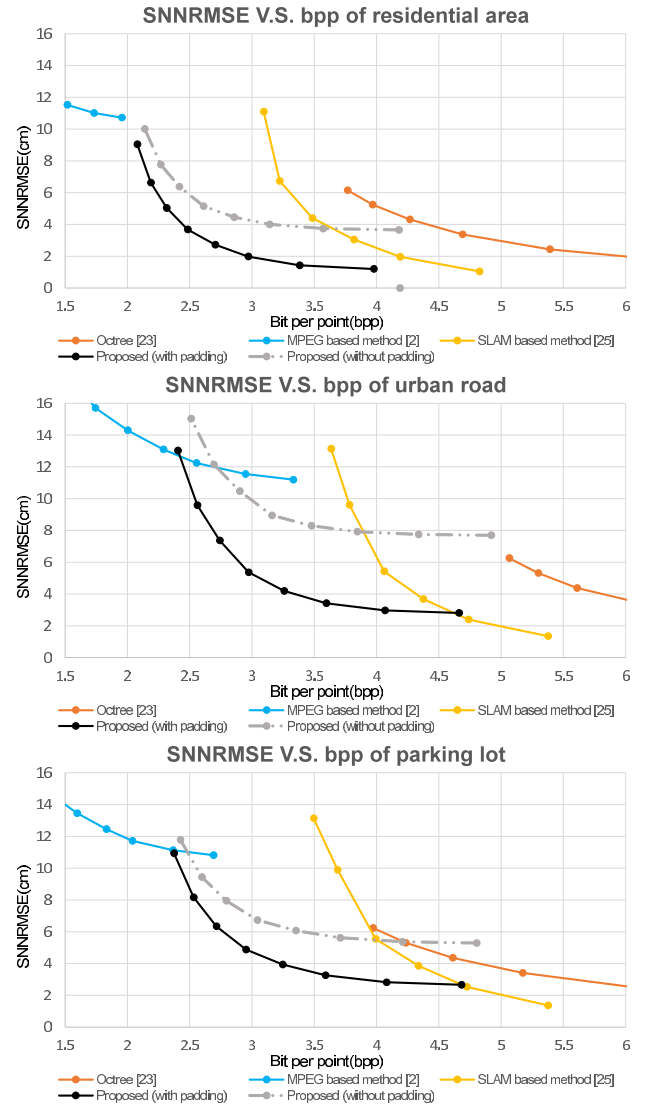 SNNRMSE V.S. bpp of residential area
16
14
12
10
8
6
4
2
0
SNNRMSE(cm)
1.5 2 2.5 3 3.5 4 4.5 5 5.5 6
Bit per point(bpp)
Octree [23] MPEG based method [2] SLAM based method [25]
Proposed (with padding) Proposed (without padding)
SNNRMSE V.S. bpp of urban road
16
14
12
10
8
6
4
2
0
SNNRMSE(cm)
1.5 2 2.5 3 3.5 4 4.5 5 5.5 6
Bit per point(bpp)
Octree [23] MPEG based method [2] SLAM based method [25]
Proposed (with padding) Proposed (without padding)
SNNRMSE V.S. bpp of parking lot
16
14
12
10
8
6
4
2
0
SNNRMSE(cm)
1.5 2 2.5 3 3.5 4 4.5 5 5.5 6
Bit per point(bpp)
Octree [23] MPEG based method [2] SLAM based method [25]
Proposed (with padding) Proposed (without padding)